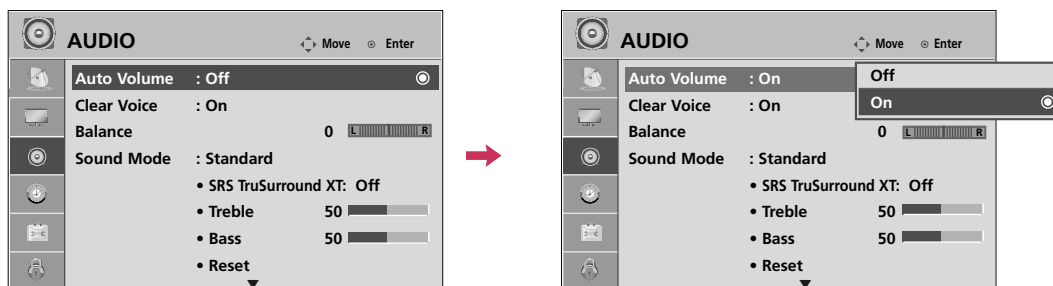 AUDIO
Move Enter
Auto Volume : Off
Clear Voice : On
Balance 0 L R
Sound Mode : Standard
• SRS TruSurround XT: Off
• Treble 50
• Bass 50
• Reset
AUDIO
Move Enter
Auto Volume : On
Off
On
Clear Voice : On
Balance 0 L R
Sound Mode : Standard
• SRS TruSurround XT: Off
• Treble 50
• Bass 50
• Reset